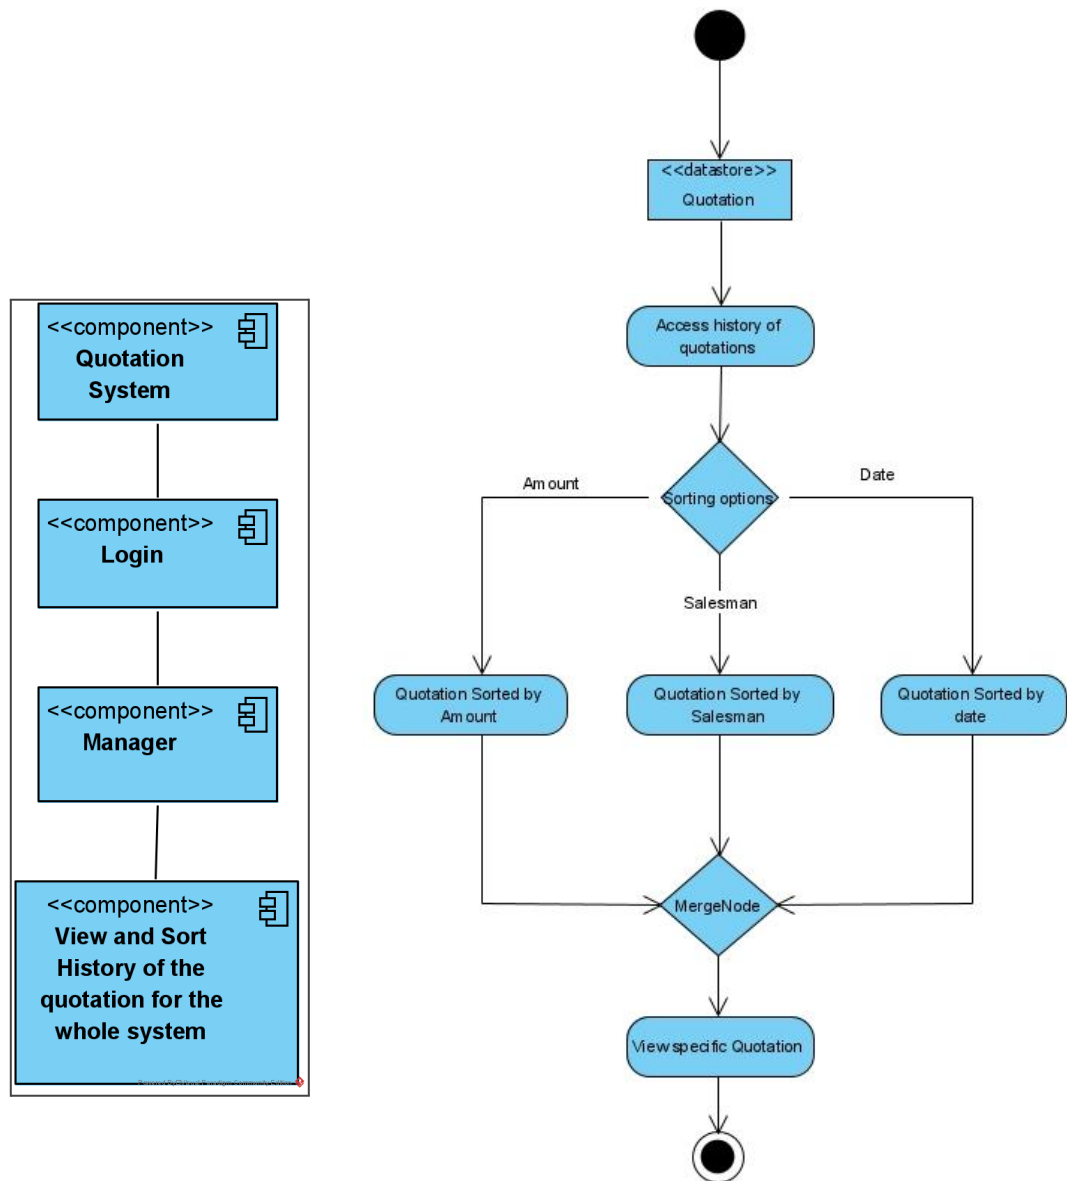 <<component>>
Quotation
System
<<component>>
Login
<<component>>
Manager
<<component>>
View and Sort
History of the
quotation for the
whole system
<<datastore>>
Quotation
Access history of
quotations
Sorting options
Amount
Date
Salesman
Quotation Sorted by
Amount
Quotation Sorted by
Salesman
Quotation Sorted by
date
MergeNode
View specific Quotation